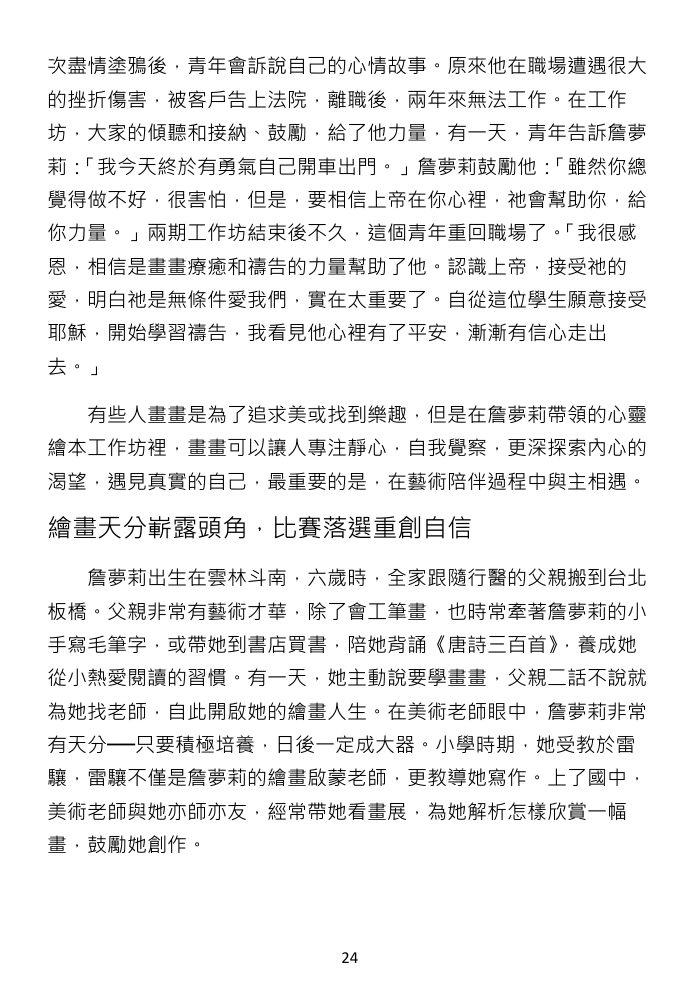 次盡情塗鴉後，青年會訴說自己的心情故事。原來他在職場遭遇很大
的挫折傷害，被客戶告上法院，離職後，兩年來無法工作。在工作
坊，大家的傾聽和接納、鼓勵，給了他力量，有一天，青年告訴詹夢
莉：「我今天終於有勇氣自己開車出門。」詹夢莉鼓勵他：「雖然你總
覺得做不好，很害怕，但是，要相信上帝在你心裡，祂會幫助你，給
你力量。」兩期工作坊結束後不久，這個青年重回職場了。「我很感
恩，相信是畫畫療癒和禱告的力量幫助了他。認識上帝，接受祂的
愛，明白祂是無條件愛我們，實在太重要了。自從這位學生願意接受
耶穌，開始學習禱告，我看見他心裡有了平安，漸漸有信心走出
去。」
有些人畫畫是為了追求美或找到樂趣，但是在詹夢莉帶領的心靈
繪本工作坊裡，畫畫可以讓人專注靜心，自我覺察，更深探索內心的
渴望，遇見真實的自己，最重要的是，在藝術陪伴過程中與主相遇。
繪畫天分嶄露頭角，比賽落選重創自信
詹夢莉出生在雲林斗南，六歲時，全家跟隨行醫的父親搬到台北
板橋。父親非常有藝術才華，除了會工筆畫，也時常牽著詹夢莉的小
手寫毛筆字，或帶她到書店買書，陪她背誦《唐詩三百首》，養成她
從小熱愛閱讀的習慣。有一天，她主動說要學畫畫，父親二話不說就
為她找老師，自此開啟她的繪畫人生。在美術老師眼中，詹夢莉非常
有天分──只要積極培養，日後一定成大器。小學時期，她受教於雷
驤，雷驤不僅是詹夢莉的繪畫啟蒙老師，更教導她寫作。上了國中，
美術老師與她亦師亦友，經常帶她看畫展，為她解析怎樣欣賞一幅
畫，鼓勵她創作。
24